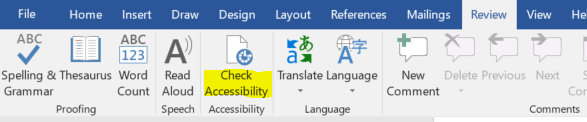 File Home Insert Draw Design Layout References Mailings Review View He
ABC ABC 123 A あ a A字
Spelling & Thesaurus Word Read Check Translate Language New Delete Previous Next
Grammar Count Aloud Accessibility Comment
Proofing Speech Accessibility Language Comments